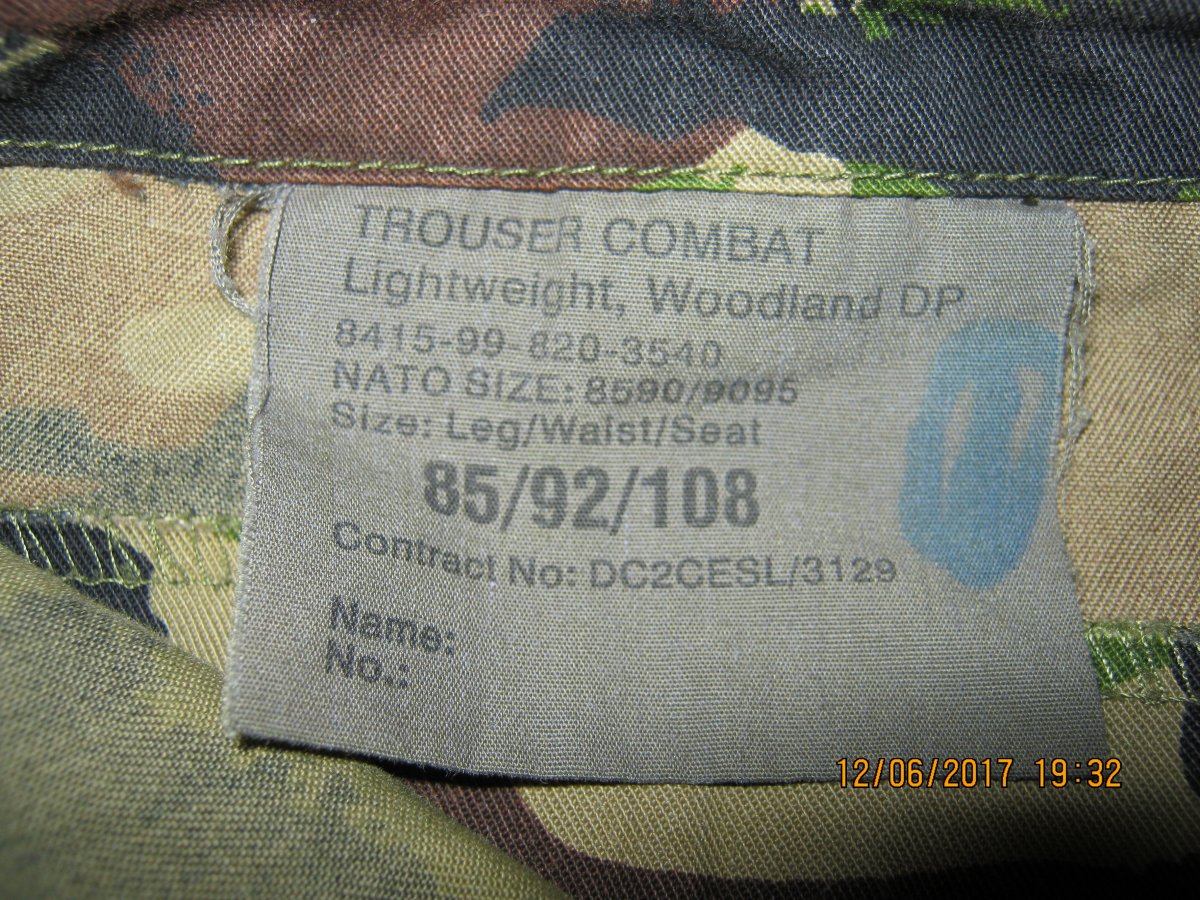 TROUSER COMBAT
Lightweight, Woodland DP
8415-99 820-3540
NATO SIZE: 8590/9095
Size: Leg/Waist/Seat
85/92/108
Contract No: DC2CESL/3129
Name:
No.:
12/06/2017 19:32